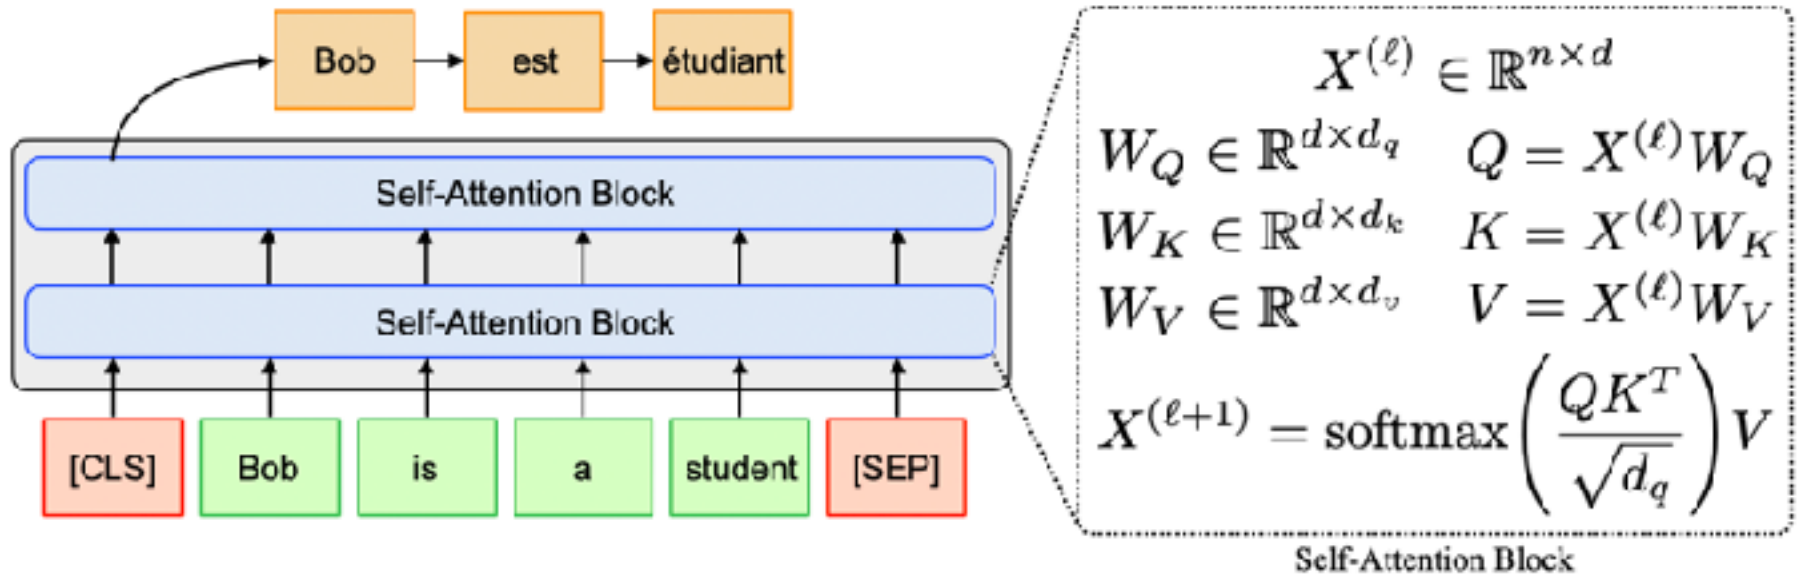 Bob est étudiant
Self-Attention Block
Self-Attention Block
[CLS] Bob is a student [SEP]
X^{(ℓ)} ∈ ℝ^{n×d}
W_Q ∈ ℝ^{d×d_q} Q = X^{(ℓ)}W_Q
W_K ∈ ℝ^{d×d_k} K = X^{(ℓ)}W_K
W_V ∈ ℝ^{d×d_v} V = X^{(ℓ)}W_V
X^{(ℓ+1)} = softmax(QK^T / √d_q)V
Self-Attention Block